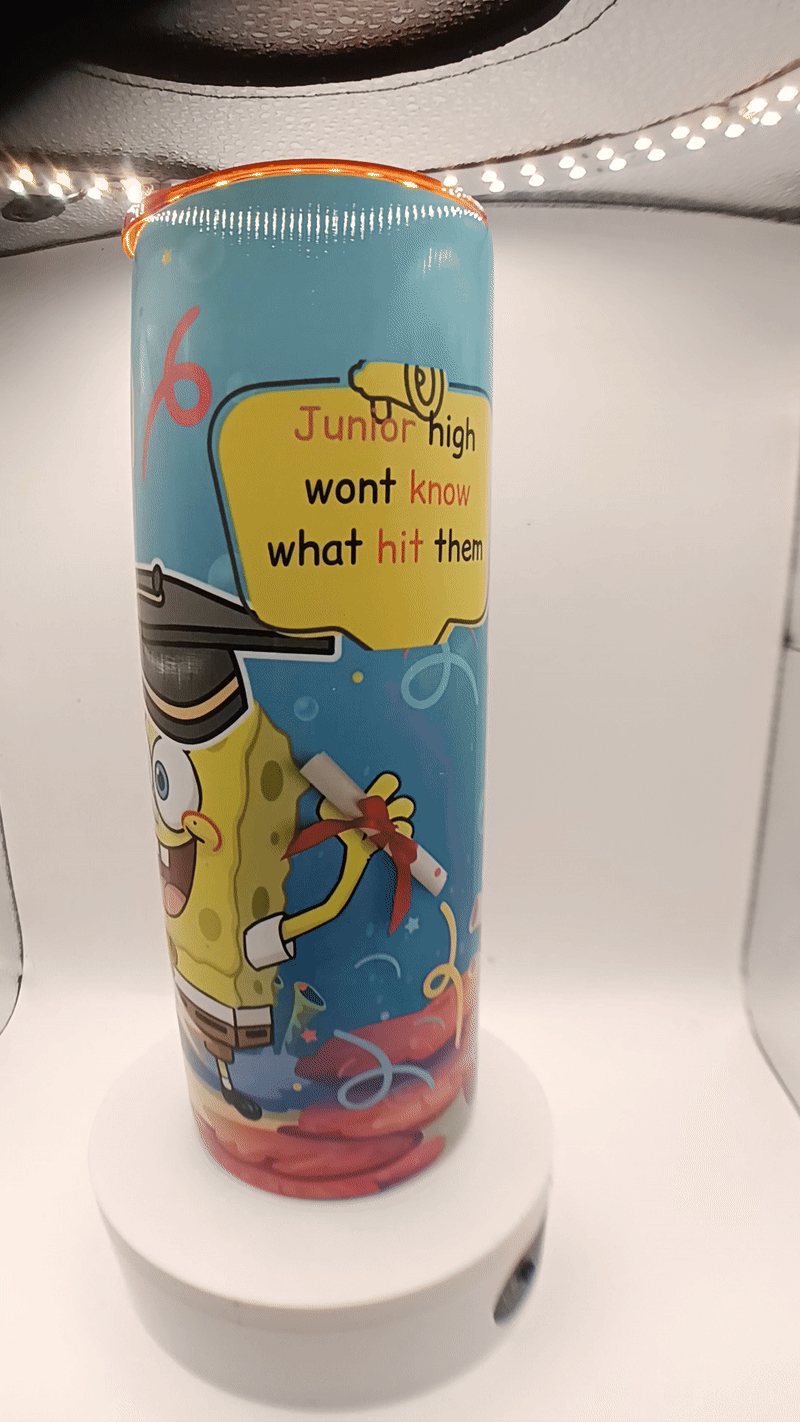 Junior high
wont know
what hit them